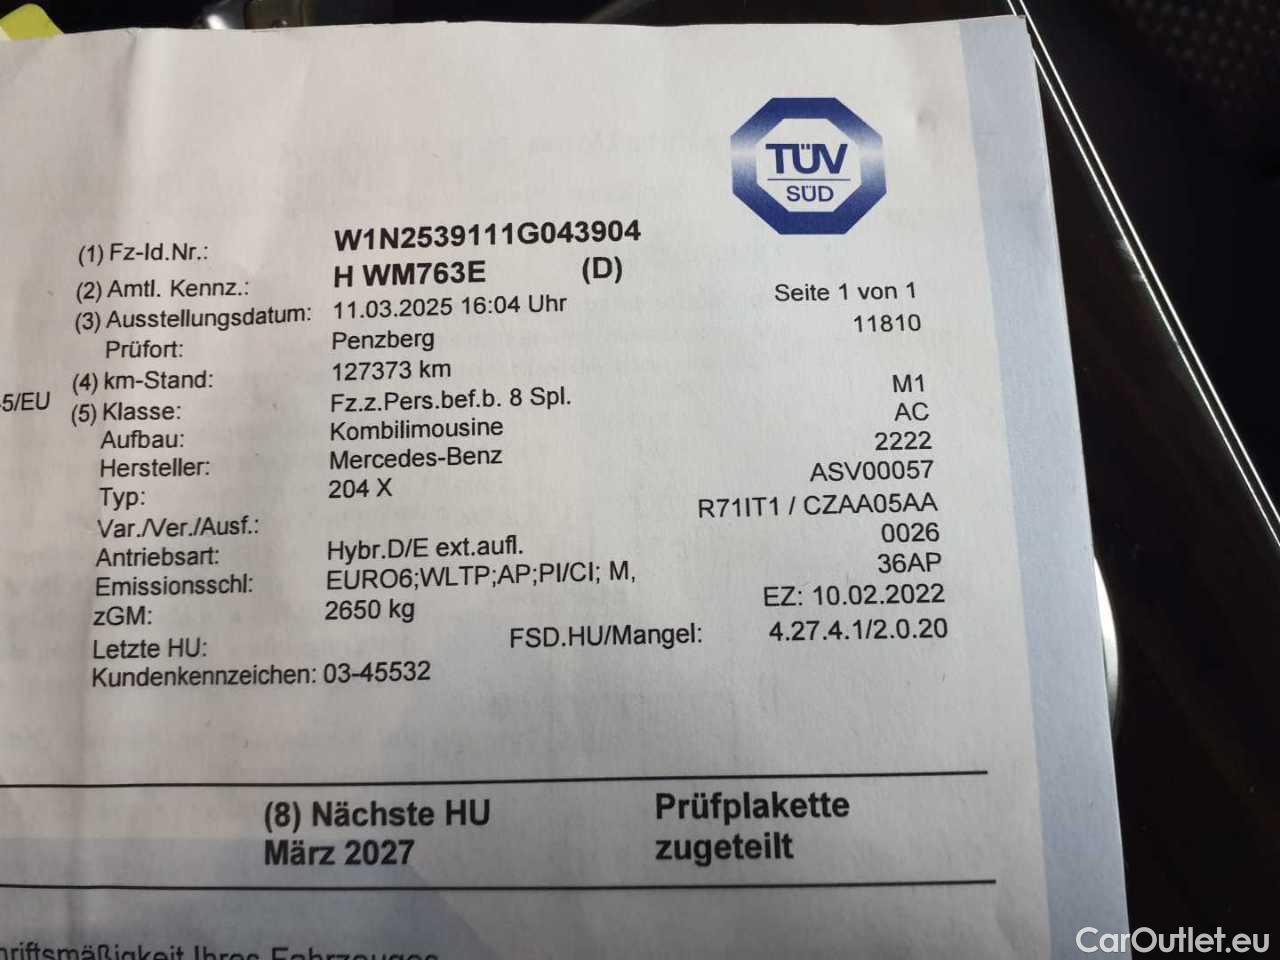 TÜV
SÜD
(1) Fz-Id.Nr.: W1N2539111G043904
(2) Amtl. Kennz.: H WM763E (D)
(3) Ausstellungsdatum: 11.03.2025 16:04 Uhr Seite 1 von 1
Prüfort: Penzberg 11810
(4) km-Stand: 127373 km
-5/EU (5) Klasse: Fz.z.Pers.bef.b. 8 Spl. M1
Aufbau: Kombilimousine AC
Hersteller: Mercedes-Benz 2222
Typ: 204 X ASV00057
Var./Ver./Ausf.: R71IT1 / CZAA05AA
Antriebsart: Hybr.D/E ext.aufl. 0026
Emissionsschl: EURO6;WLTP;AP;PI/CI; M, 36AP
zGM: 2650 kg EZ: 10.02.2022
Letzte HU: FSD.HU/Mangel: 4.27.4.1/2.0.20
Kundenkennzeichen: 03-45532
(8) Nächste HU Prüfplakette
März 2027 zugeteilt
hriftsmäßigkeit Ihres Fahrzeuges
CarOutlet.eu